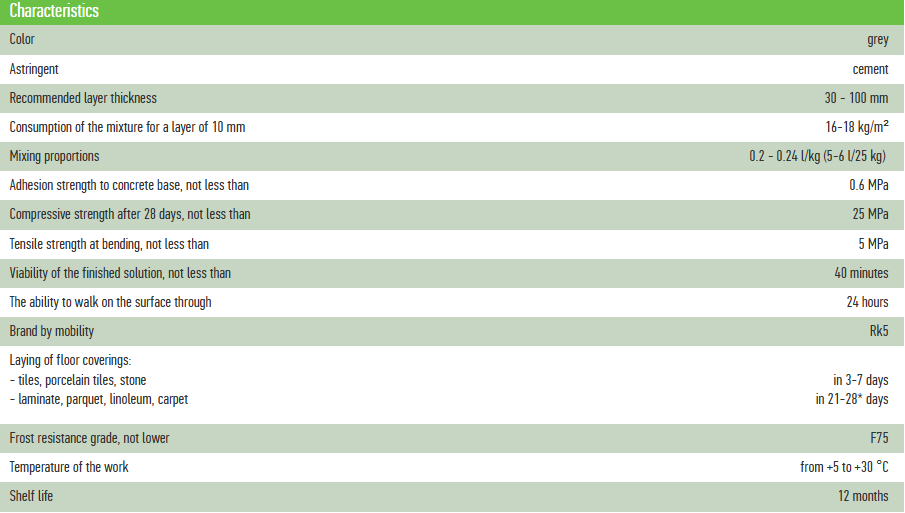 Characteristics
Color grey
Astringent cement
Recommended layer thickness 30 - 100 mm
Consumption of the mixture for a layer of 10 mm 16-18 kg/m²
Mixing proportions 0.2 - 0.24 l/kg (5-6 l/25 kg)
Adhesion strength to concrete base, not less than 0.6 MPa
Compressive strength after 28 days, not less than 25 MPa
Tensile strength at bending, not less than 5 MPa
Viability of the finished solution, not less than 40 minutes
The ability to walk on the surface through 24 hours
Brand by mobility Rk5
Laying of floor coverings:
- tiles, porcelain tiles, stone in 3-7 days
- laminate, parquet, linoleum, carpet in 21-28* days
Frost resistance grade, not lower F75
Temperature of the work from +5 to +30 °C
Shelf life 12 months